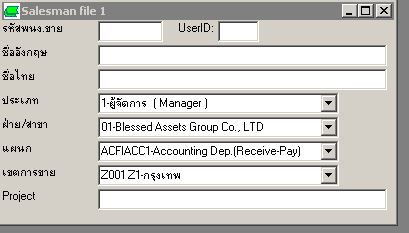 Salesman file 1
รหัสพนง.ขาย UserID:
ชื่ออังกฤษ
ชื่อไทย
ประเภท 1-ผู้จัดการ ( Manager )
ฝ่าย/สาขา 01-Blessed Assets Group Co., LTD
แผนก ACFIACC1-Accounting Dep.(Receive-Pay)
เขตการขาย Z001 Z1-กรุงเทพ
Project